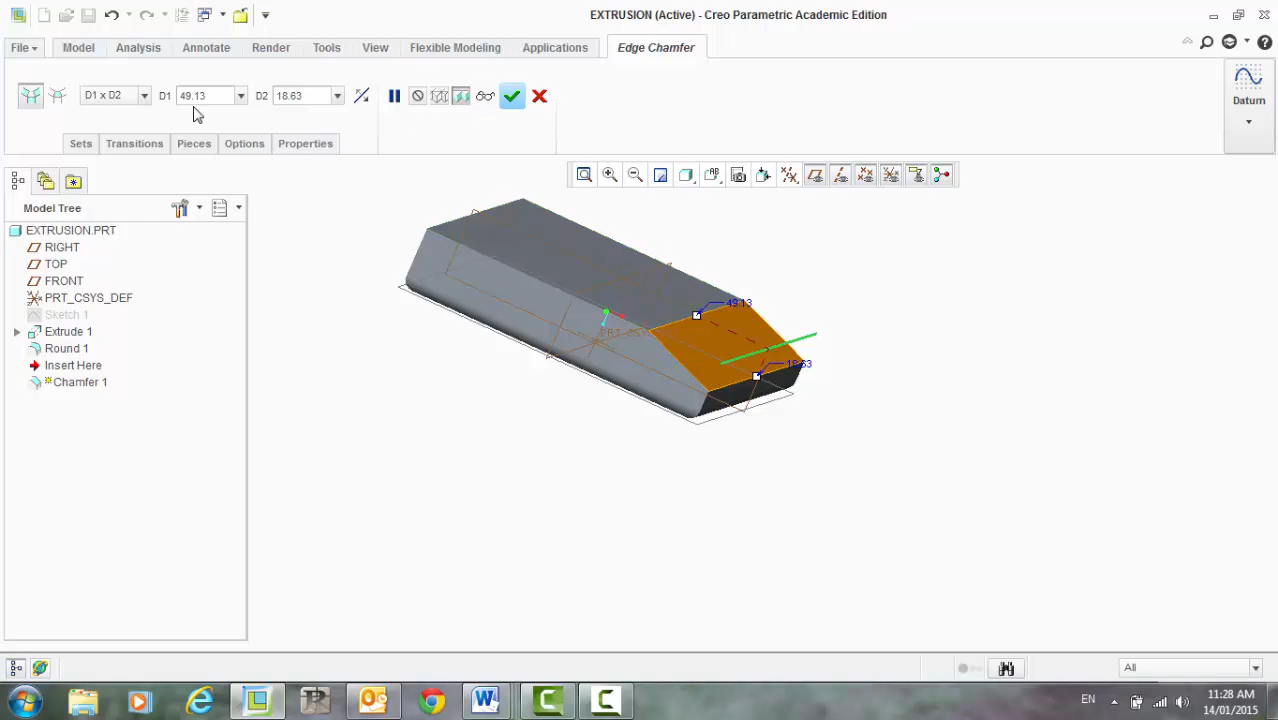 EXTRUSION (Active) - Creo Parametric Academic Edition
File Model Analysis Annotate Render Tools View Flexible Modeling Applications Edge Chamfer
D1 x D2 D1 49.13 D2 18.63
Datum
Sets Transitions Pieces Options Properties
Model Tree
EXTRUSION.PRT
RIGHT
TOP
FRONT
PRT_CSYS_DEF
Sketch 1
Extrude 1
Round 1
Insert Here
Chamfer 1
49.13
18.63
All
EN
11:28 AM
14/01/2015